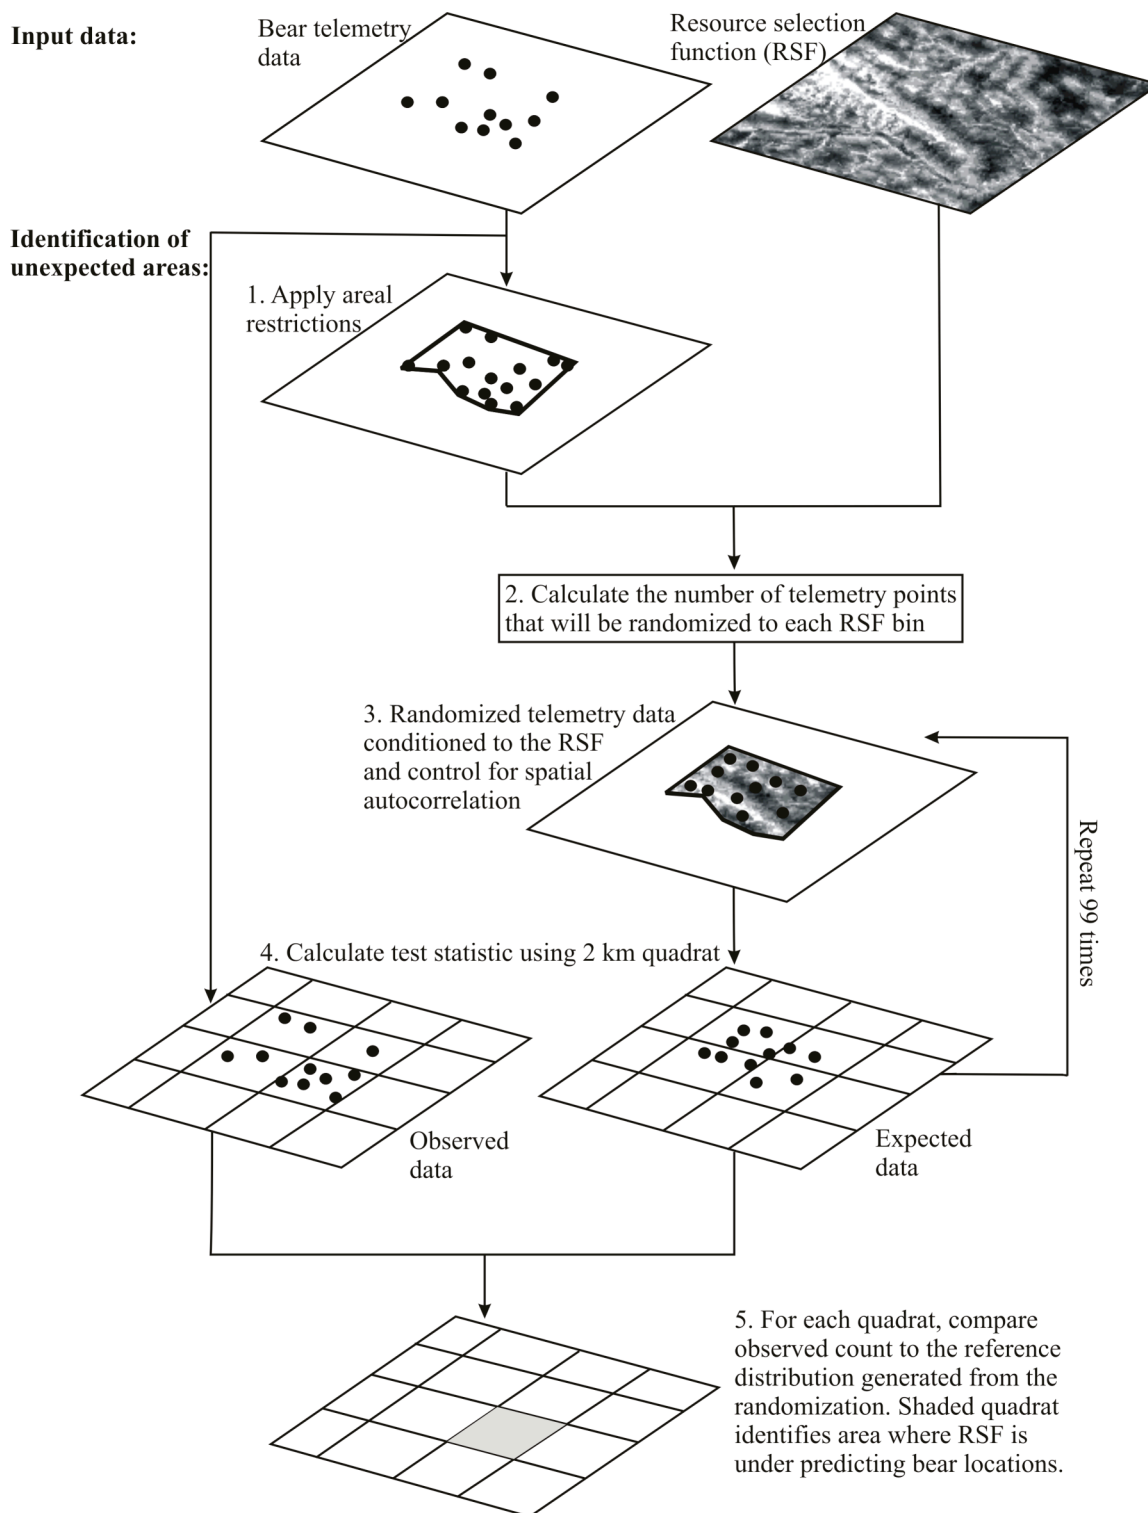 Input data:
Bear telemetry
data
Resource selection
function (RSF)
Identification of
unexpected areas:
1. Apply areal
restrictions
2. Calculate the number of telemetry points
that will be randomized to each RSF bin
3. Randomized telemetry data
conditioned to the RSF
and control for spatial
autocorrelation
Repeat 99 times
4. Calculate test statistic using 2 km quadrat
Observed
data
Expected
data
5. For each quadrat, compare
observed count to the reference
distribution generated from the
randomization. Shaded quadrat
identifies area where RSF is
under predicting bear locations.